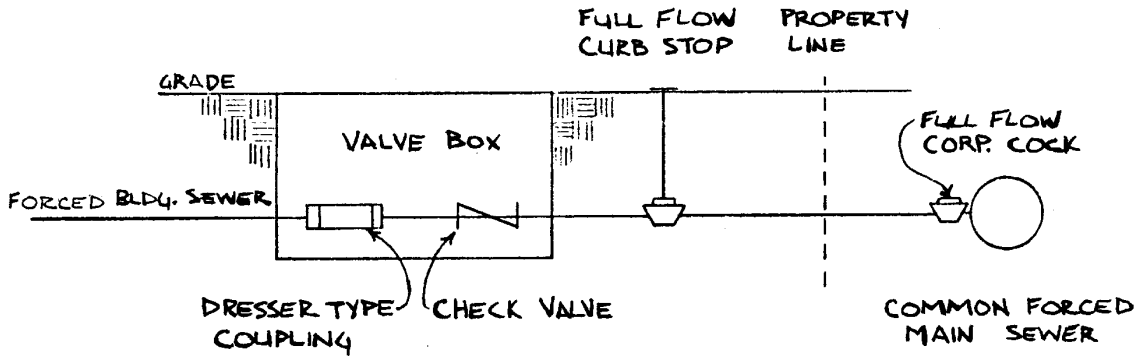 FULL FLOW
CURB STOP
PROPERTY
LINE
GRADE
VALVE BOX
FULL FLOW
CORP. COCK
FORCED BLDG. SEWER
DRESSER TYPE
COUPLING
CHECK VALVE
COMMON FORCED
MAIN SEWER